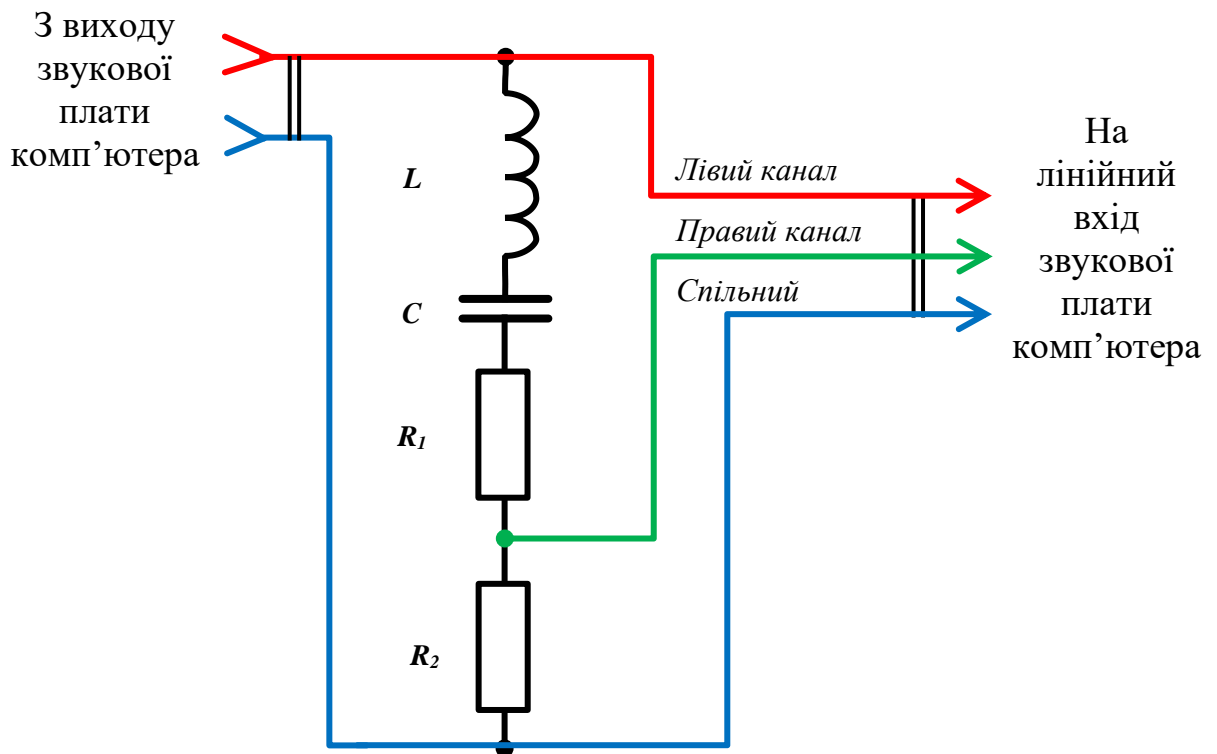 З виходу
звукової
плати
комп’ютера
L
C
R1
R2
Лівий канал
Правий канал
Спільний
На
лінійний
вхід
звукової
плати
комп’ютера